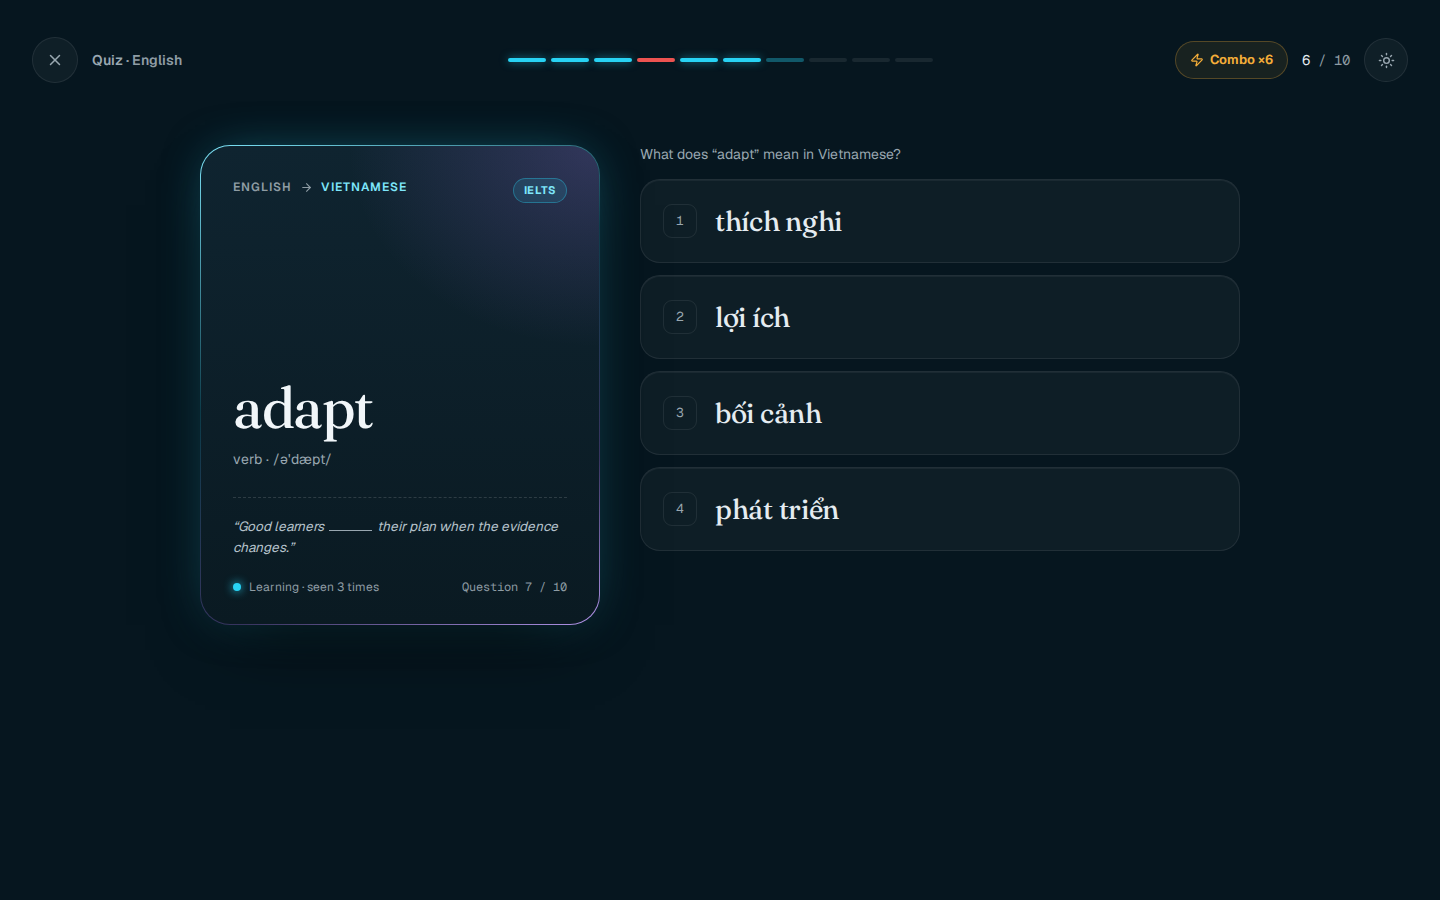 Quiz · English
Combo ×6
6 / 10
ENGLISH → VIETNAMESE
IELTS
adapt
verb · /ə'dæpt/
“Good learners ______ their plan when the evidence
changes.”
Learning · seen 3 times
Question 7 / 10
What does “adapt” mean in Vietnamese?
1 thích nghi
2 lợi ích
3 bối cảnh
4 phát triển